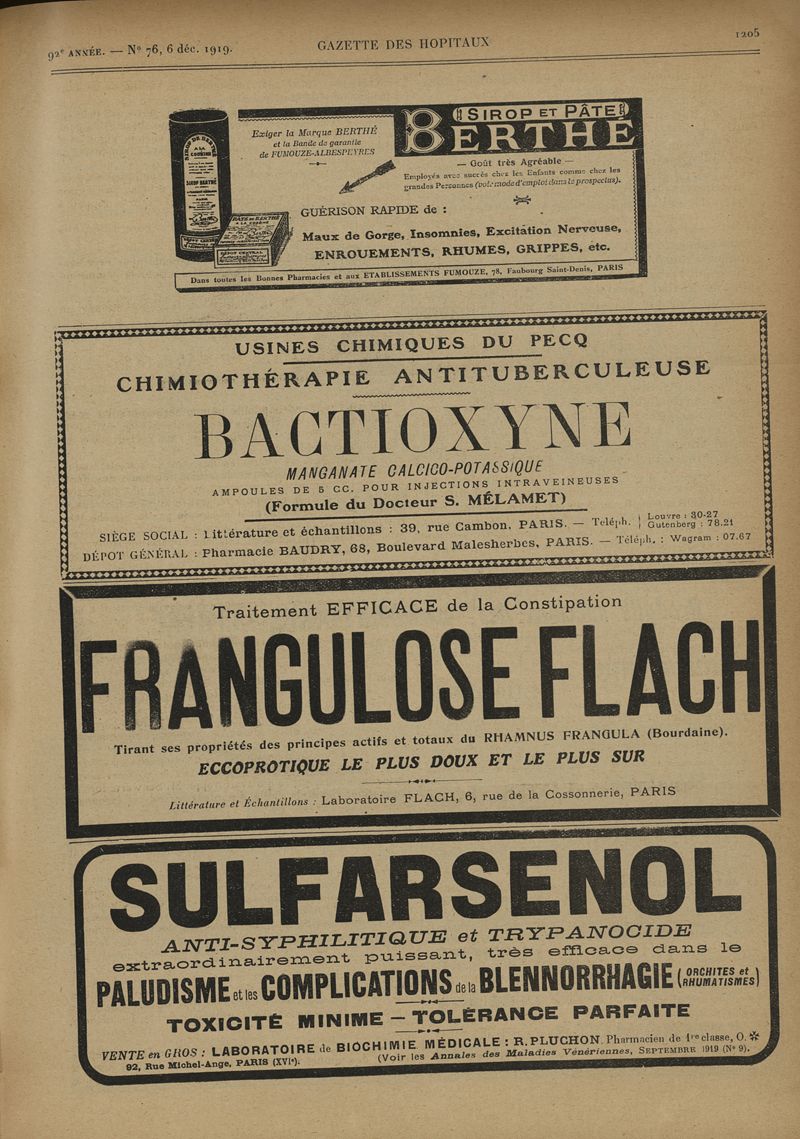 92e ANNÉE. — No 76, 6 déc. 1919.
GAZETTE DES HOPITAUX
1205
Exiger la Marque BERTHÉ
et la Bande de garantie
de FUMOUZE-ALBESPEYRES
SIROP ET PÂTE
BERTHÉ
— Goût très Agréable —
Employés avec succès chez les Enfants comme chez les
grandes Personnes (voir mode d'emploi dans le prospectus).
GUÉRISON RAPIDE de :
Maux de Gorge, Insomnies, Excitation Nerveuse,
ENROUEMENTS, RHUMES, GRIPPES, etc.
SIROP BERTHÉ
PATE DE BERTHÉ
Dans toutes les Bonnes Pharmacies et aux ETABLISSEMENTS FUMOUZE, 78, Faubourg Saint-Denis, PARIS
USINES CHIMIQUES DU PECQ
CHIMIOTHÉRAPIE ANTITUBERCULEUSE
BACTIOXYNE
MANGANATE CALCICO-POTASSIQUE
AMPOULES DE 5 CC. POUR INJECTIONS INTRAVEINEUSES
(Formule du Docteur S. MÉLAMET)
SIÈGE SOCIAL : Littérature et échantillons : 39, rue Cambon, PARIS. — Teléph. { Louvre : 30-27
Gutenberg : 78.21
DÉPOT GÉNÉRAL : Pharmacie BAUDRY, 68, Boulevard Malesherbes, PARIS. — Téléph. : Wagram : 07.67
Traitement EFFICACE de la Constipation
FRANGULOSE FLACH
Tirant ses propriétés des principes actifs et totaux du RHAMNUS FRANGULA (Bourdaine).
ECCOPROTIQUE LE PLUS DOUX ET LE PLUS SUR
Littérature et Échantillons : Laboratoire FLACH, 6, rue de la Cossonnerie, PARIS
SULFARSENOL
ANTI-SYPHILITIQUE et TRYPANOCIDE
extraordinairement puissant, très efficace dans le
PALUDISME et les COMPLICATIONS de la BLENNORRHAGIE (ORCHITES et RHUMATISMES)
TOXICITÉ MINIME — TOLÉRANCE PARFAITE
VENTE en GROS : LABORATOIRE de BIOCHIMIE MÉDICALE : R. PLUCHON, Pharmacien de 1re classe, O. ✻
92, Rue Michel-Ange, PARIS (XVIe). (Voir les Annales des Maladies Vénériennes, SEPTEMBRE 1919 (No 9).